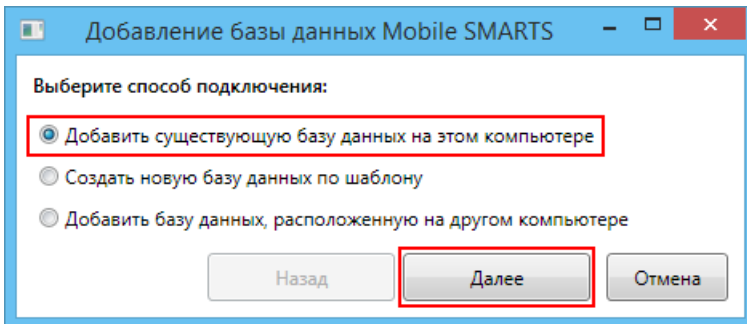 Добавление базы данных Mobile SMARTS
Выберите способ подключения:
Добавить существующую базу данных на этом компьютере
Создать новую базу данных по шаблону
Добавить базу данных, расположенную на другом компьютере
Назад Далее Отмена